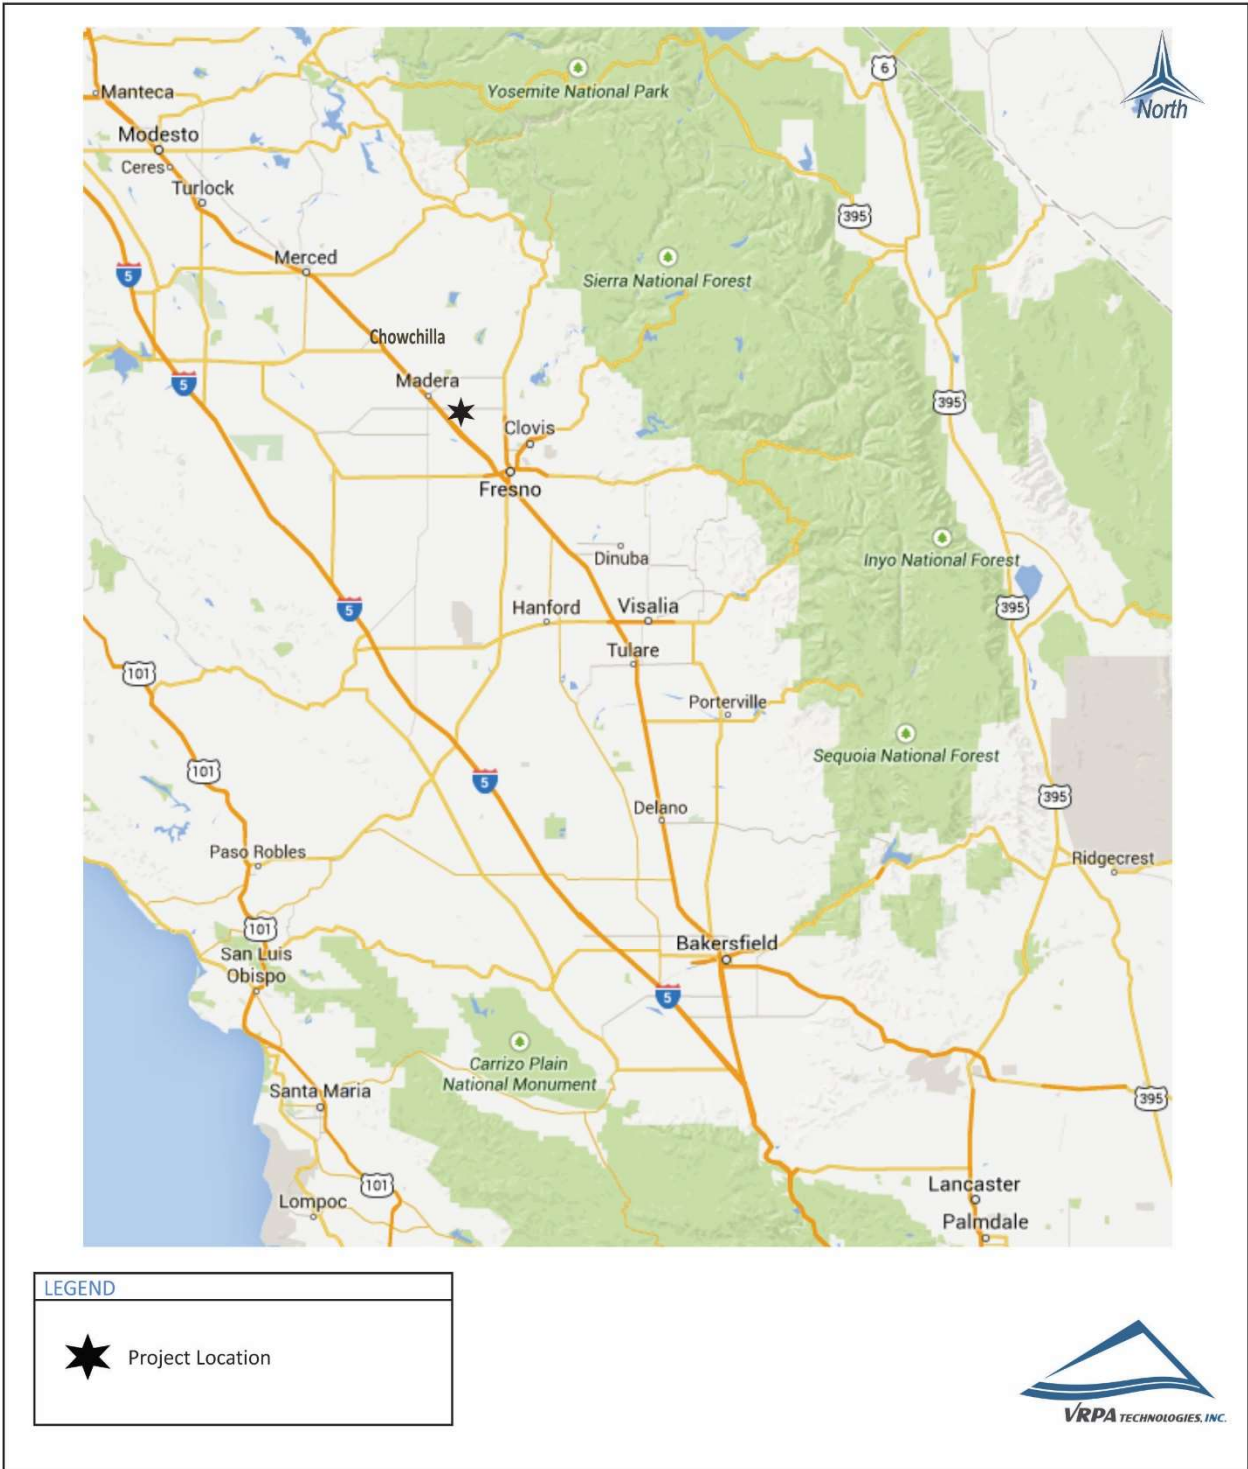 Manteca
Yosemite National Park
6
North
Modesto
Ceres
Turlock
395
5
Merced
Sierra National Forest
Chowchilla
5
Madera
395
Clovis
Fresno
Dinuba
Inyo National Forest
5
Hanford
Visalia
395
Tulare
101
Porterville
Sequoia National Forest
101
5
395
Delano
Paso Robles
Ridgecrest
101
San Luis
Obispo
Bakersfield
5
Carrizo Plain
National Monument
Santa Maria
395
101
Lancaster
Lompoc
Palmdale
LEGEND
Project Location
VRPA TECHNOLOGIES, INC.